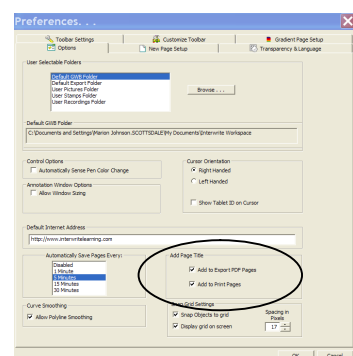 Preferences. . .
Toolbar Settings
Customize Toolbar
Gradient Page Setup
Options
New Page Setup
Transparency & Language
User Selectable Folders
Default GWB Folder
Default Export Folder
User Pictures Folder
User Stamps Folder
User Recordings Folder
Browse . . .
Default GWB Folder
C:\Documents and Settings\Marion Johnson.SCOTTSDALE\My Documents\Interwrite Workspace
Control Options
Automatically Sense Pen Color Change
Cursor Orientation
Right Handed
Left Handed
Show Tablet ID on Cursor
Annotation Window Options
Allow Window Sizing
Default Internet Address
http://www.interwritelearning.com
Automatically Save Pages Every:
Disabled
1 Minute
5 Minutes
15 Minutes
30 Minutes
Add Page Title
Add to Export PDF Pages
Add to Print Pages
Curve Smoothing
Allow Polyline Smoothing
Snap Grid Settings
Snap Objects to grid
Display grid on screen
Spacing in
Pixels
17
OK
Cancel